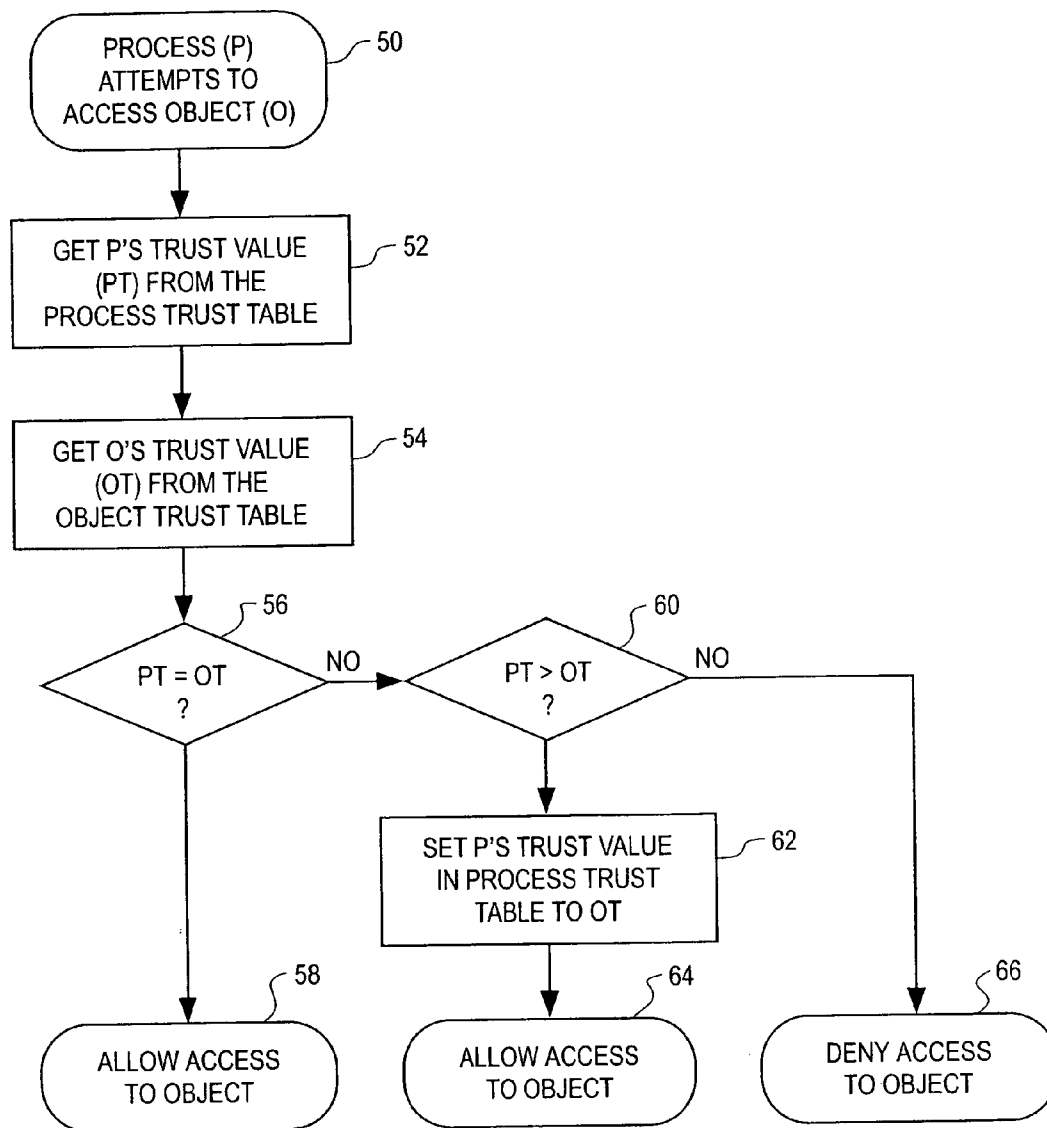 PROCESS (P)
ATTEMPTS TO
ACCESS OBJECT (O)
50
GET P'S TRUST VALUE
(PT) FROM THE
PROCESS TRUST TABLE
52
GET O'S TRUST VALUE
(OT) FROM THE
OBJECT TRUST TABLE
54
56
PT = OT
?
NO
60
PT > OT
?
NO
SET P'S TRUST VALUE
IN PROCESS TRUST
TABLE TO OT
62
58
ALLOW ACCESS
TO OBJECT
64
ALLOW ACCESS
TO OBJECT
66
DENY ACCESS
TO OBJECT